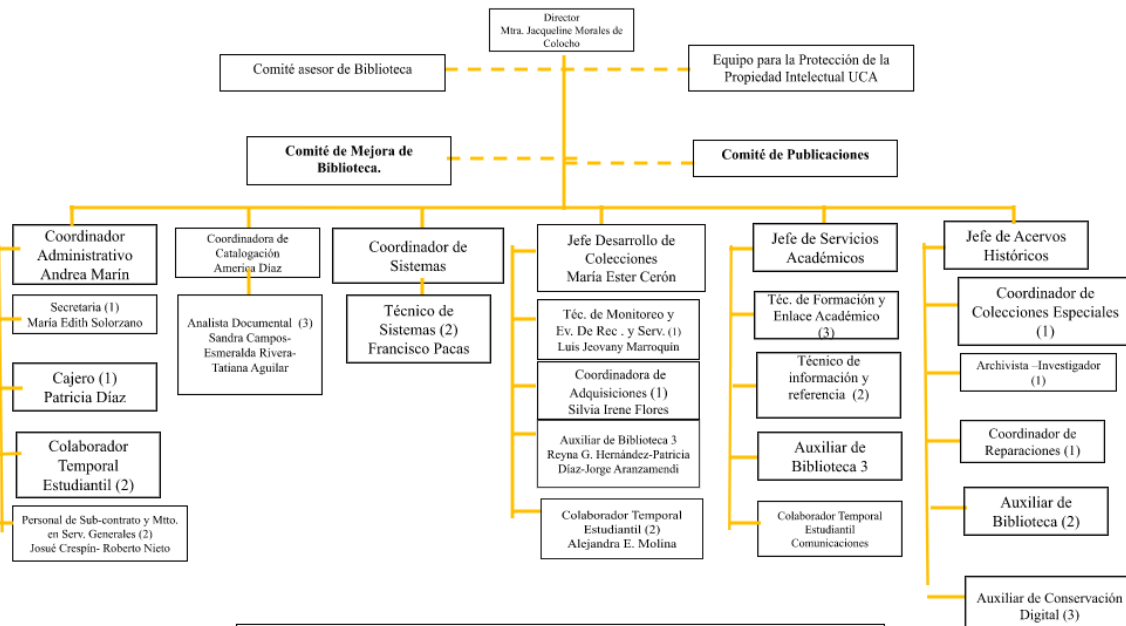 Director
Mtra. Jacqueline Morales de
Colocho
Comité asesor de Biblioteca
Equipo para la Protección de la
Propiedad Intelectual UCA
Comité de Mejora de
Biblioteca.
Comité de Publicaciones
Coordinador
Administrativo
Andrea Marín
Secretaria (1)
María Edith Solorzano
Cajero (1)
Patricia Díaz
Colaborador
Temporal
Estudiantil (2)
Personal de Sub-contrato y Mtto.
en Serv. Generales (2)
Josué Crespín- Roberto Nieto
Coordinadora de
Catalogación
America Díaz
Analista Documental (3)
Sandra Campos-
Esmeralda Rivera-
Tatiana Aguilar
Coordinador de
Sistemas
Técnico de
Sistemas (2)
Francisco Pacas
Jefe Desarrollo de
Colecciones
María Ester Cerón
Téc. de Monitoreo y
Ev. De Rec . y Serv. (1)
Luis Jeovany Marroquín
Coordinadora de
Adquisiciones (1)
Silvia Irene Flores
Auxiliar de Biblioteca 3
Reyna G. Hernández-Patricia
Díaz-Jorge Aranzamendi
Colaborador Temporal
Estudiantil (2)
Alejandra E. Molina
Jefe de Servicios
Académicos
Téc. de Formación y
Enlace Académico
(3)
Técnico de
información y
referencia (2)
Auxiliar de
Biblioteca 3
Colaborador Temporal
Estudiantil
Comunicaciones
Jefe de Acervos
Históricos
Coordinador de
Colecciones Especiales
(1)
Archivista –Investigador
(1)
Coordinador de
Reparaciones (1)
Auxiliar de
Biblioteca (2)
Auxiliar de Conservación
Digital (3)